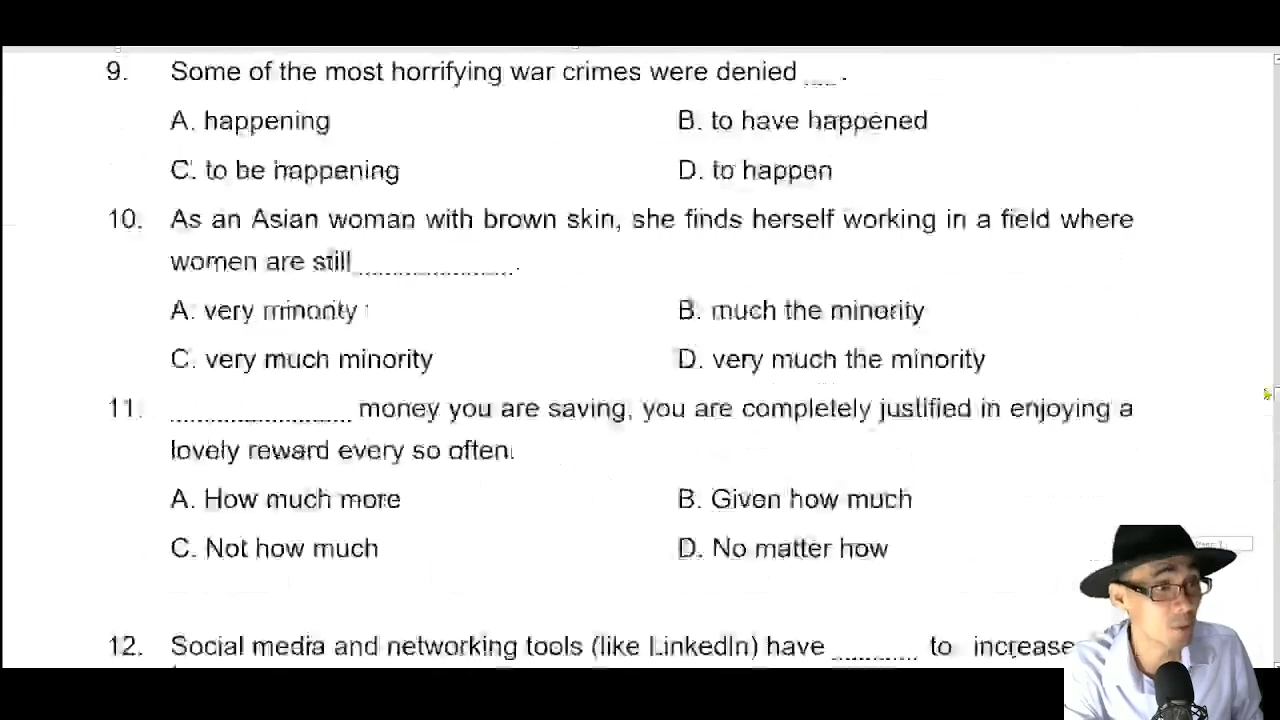 9. Some of the most horrifying war crimes were denied ___ .
A. happening B. to have happened
C. to be happening D. to happen
10. As an Asian woman with brown skin, she finds herself working in a field where
women are still .....................
A. very minority B. much the minority
C. very much minority D. very much the minority
11. ........................ money you are saving, you are completely justified in enjoying a
lovely reward every so often.
A. How much more B. Given how much
C. Not how much D. No matter how
12. Social media and networking tools (like LinkedIn) have ........... to increase